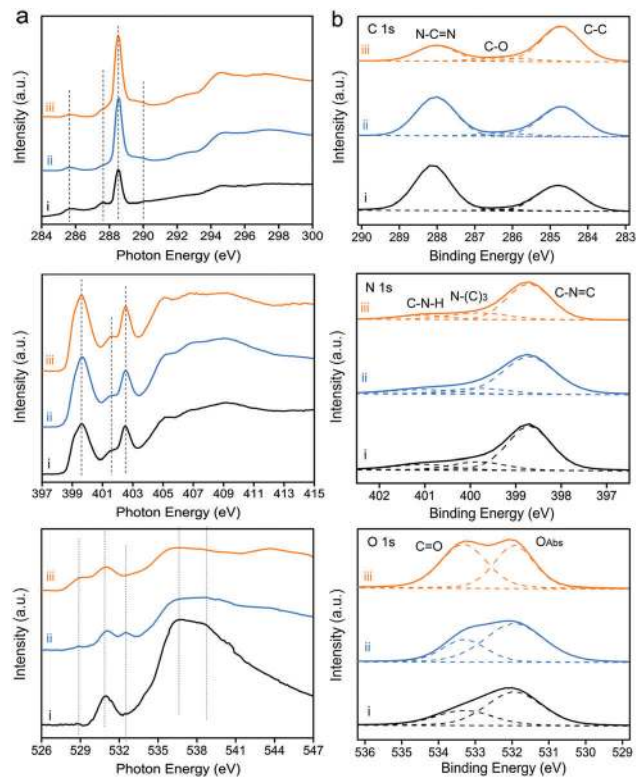 a
b
Intensity (a.u.)
iii
ii
i
284 286 288 290 292 294 296 298 300
Photon Energy (eV)
Intensity (a.u.)
C 1s
N-C=N
C-O
C-C
iii
ii
i
290 289 288 287 286 285 284 283
Binding Energy (eV)
Intensity (a.u.)
iii
ii
i
397 399 401 403 405 407 409 411 413 415
Photon Energy (eV)
Intensity (a.u.)
N 1s
C-N-H
N-(C)3
C-N=C
iii
ii
i
402 401 400 399 398 397
Binding Energy (eV)
Intensity (a.u.)
iii
ii
i
526 529 532 535 538 541 544 547
Photon Energy (eV)
Intensity (a.u.)
O 1s
C=O
OAbs
iii
ii
i
536 535 534 533 532 531 530 529
Binding Energy (eV)